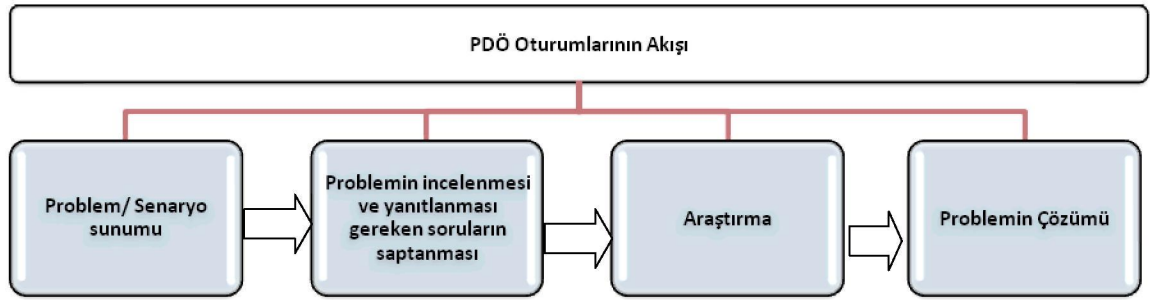 PDÖ Oturumlarının Akışı
Problem/ Senaryo
sunumu
Problemin incelenmesi
ve yanıtlanması
gereken soruların
saptanması
Araştırma
Problemin Çözümü